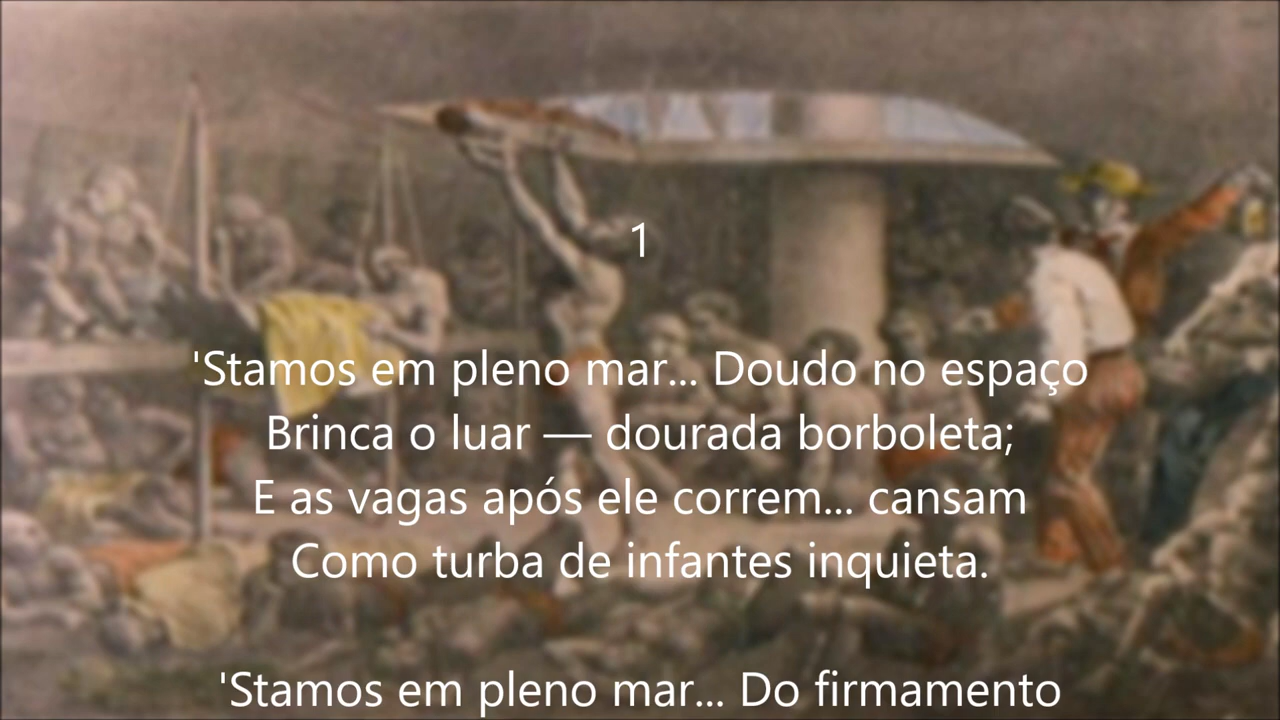 1
'Stamos em pleno mar... Doudo no espaço
Brinca o luar — dourada borboleta;
E as vagas após ele correm... cansam
Como turba de infantes inquieta.
'Stamos em pleno mar... Do firmamento